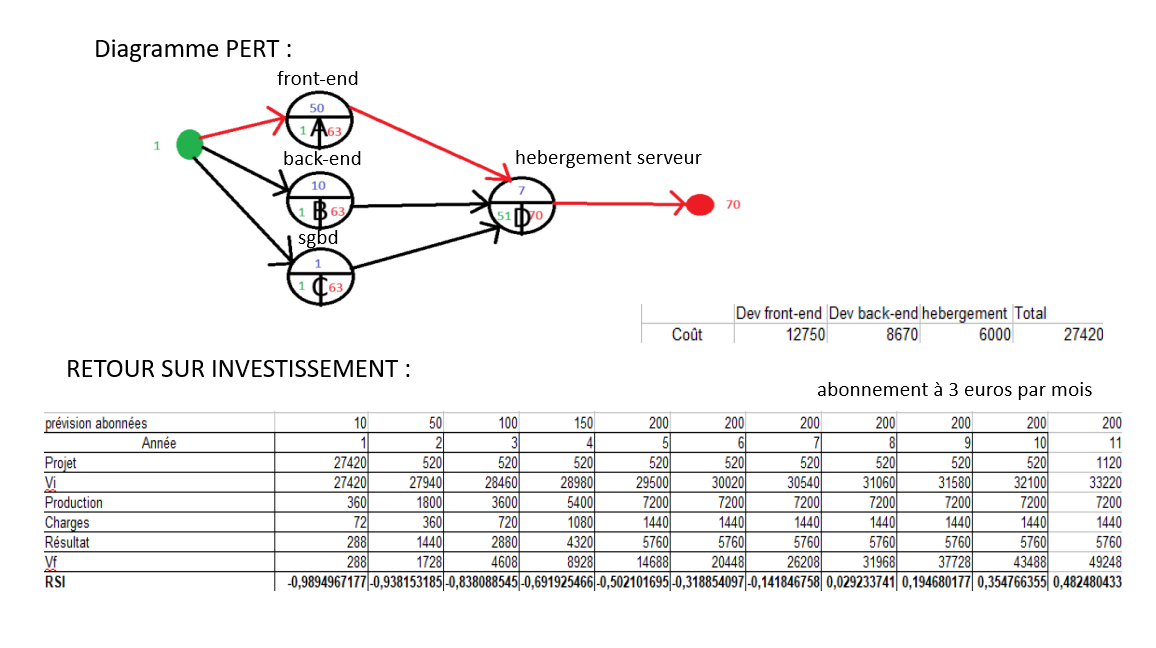 Diagramme PERT :
front-end
50
1 A 63
back-end
10
1 B 63
sgbd
1
1 C 63
1
hebergement serveur
7
51 D 70
70
Dev front-end Dev back-end hebergement Total
Coût 12750 8670 6000 27420
RETOUR SUR INVESTISSEMENT :
abonnement à 3 euros par mois
prévision abonnées 10 50 100 150 200 200 200 200 200 200 200
Année 1 2 3 4 5 6 7 8 9 10 11
Projet 27420 520 520 520 520 520 520 520 520 520 1120
Vi 27420 27940 28460 28980 29500 30020 30540 31060 31580 32100 33220
Production 360 1800 3600 5400 7200 7200 7200 7200 7200 7200 7200
Charges 72 360 720 1080 1440 1440 1440 1440 1440 1440 1440
Résultat 288 1440 2880 4320 5760 5760 5760 5760 5760 5760 5760
Vf 288 1728 4608 8928 14688 20448 26208 31968 37728 43488 49248
RSI -0,9894967177 -0,938153185 -0,838088545 -0,691925466 -0,502101695 -0,318854097 -0,141846758 0,029233741 0,194680177 0,354766355 0,482480433